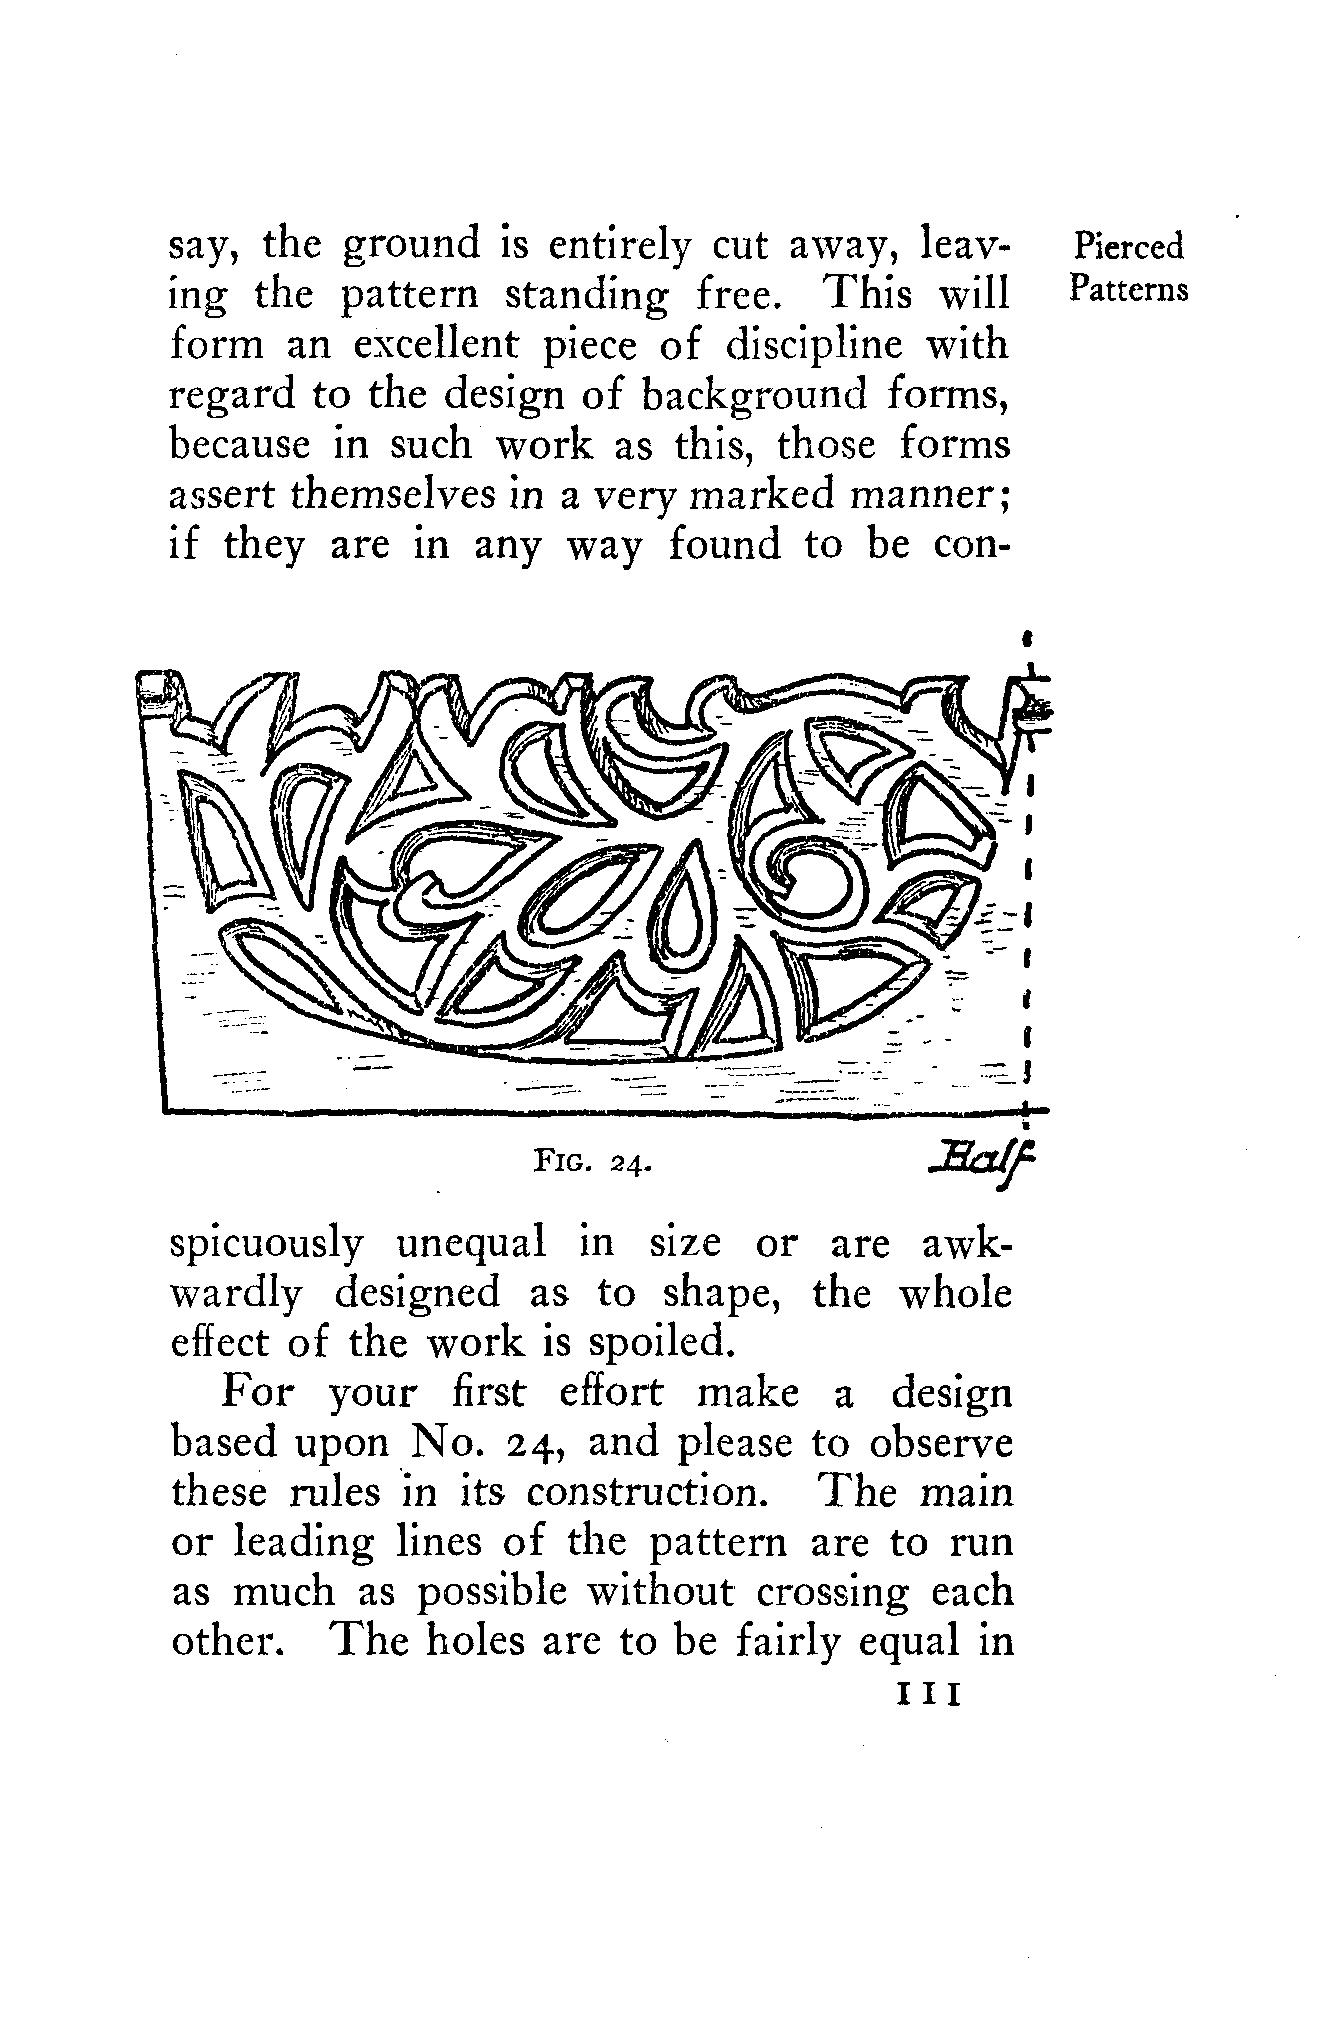 say, the ground is entirely cut away, leav-
ing the pattern standing free. This will
form an excellent piece of discipline with
regard to the design of background forms,
because in such work as this, those forms
assert themselves in a very marked manner;
if they are in any way found to be con-
Pierced
Patterns
FIG. 24.
Half
spicuously unequal in size or are awk-
wardly designed as to shape, the whole
effect of the work is spoiled.
For your first effort make a design
based upon No. 24, and please to observe
these rules in its construction. The main
or leading lines of the pattern are to run
as much as possible without crossing each
other. The holes are to be fairly equal in
111